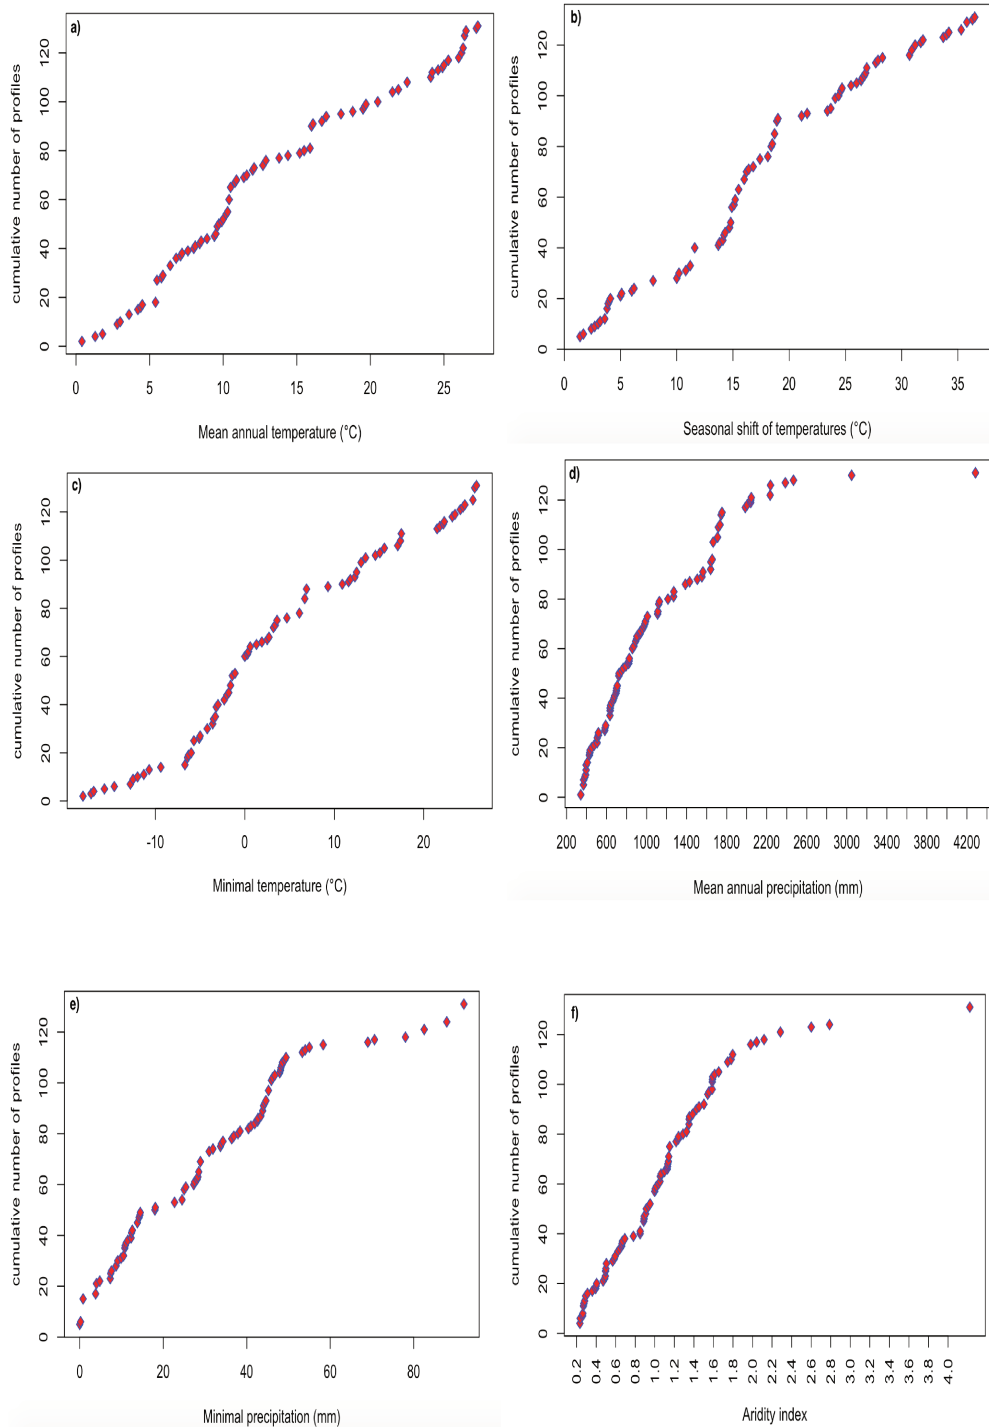 a)
cumulative number of profiles
0 20 40 60 80 100 120
0 5 10 15 20 25
Mean annual temperature (°C)
b)
cumulative number of profiles
0 20 40 60 80 100 120
0 5 10 15 20 25 30 35
Seasonal shift of temperatures (°C)
c)
cumulative number of profiles
0 20 40 60 80 100 120
-10 0 10 20
Minimal temperature (°C)
d)
cumulative number of profiles
0 20 40 60 80 100 120
200 600 1000 1400 1800 2200 2600 3000 3400 3800 4200
Mean annual precipitation (mm)
e)
cumulative number of profiles
0 20 40 60 80 100 120
0 20 40 60 80
Minimal precipitation (mm)
f)
cumulative number of profiles
0 20 40 60 80 100 120
0.2 0.4 0.6 0.8 1.0 1.2 1.4 1.6 1.8 2.0 2.2 2.4 2.6 2.8 3.0 3.2 3.4 3.6 3.8 4.0
Aridity index